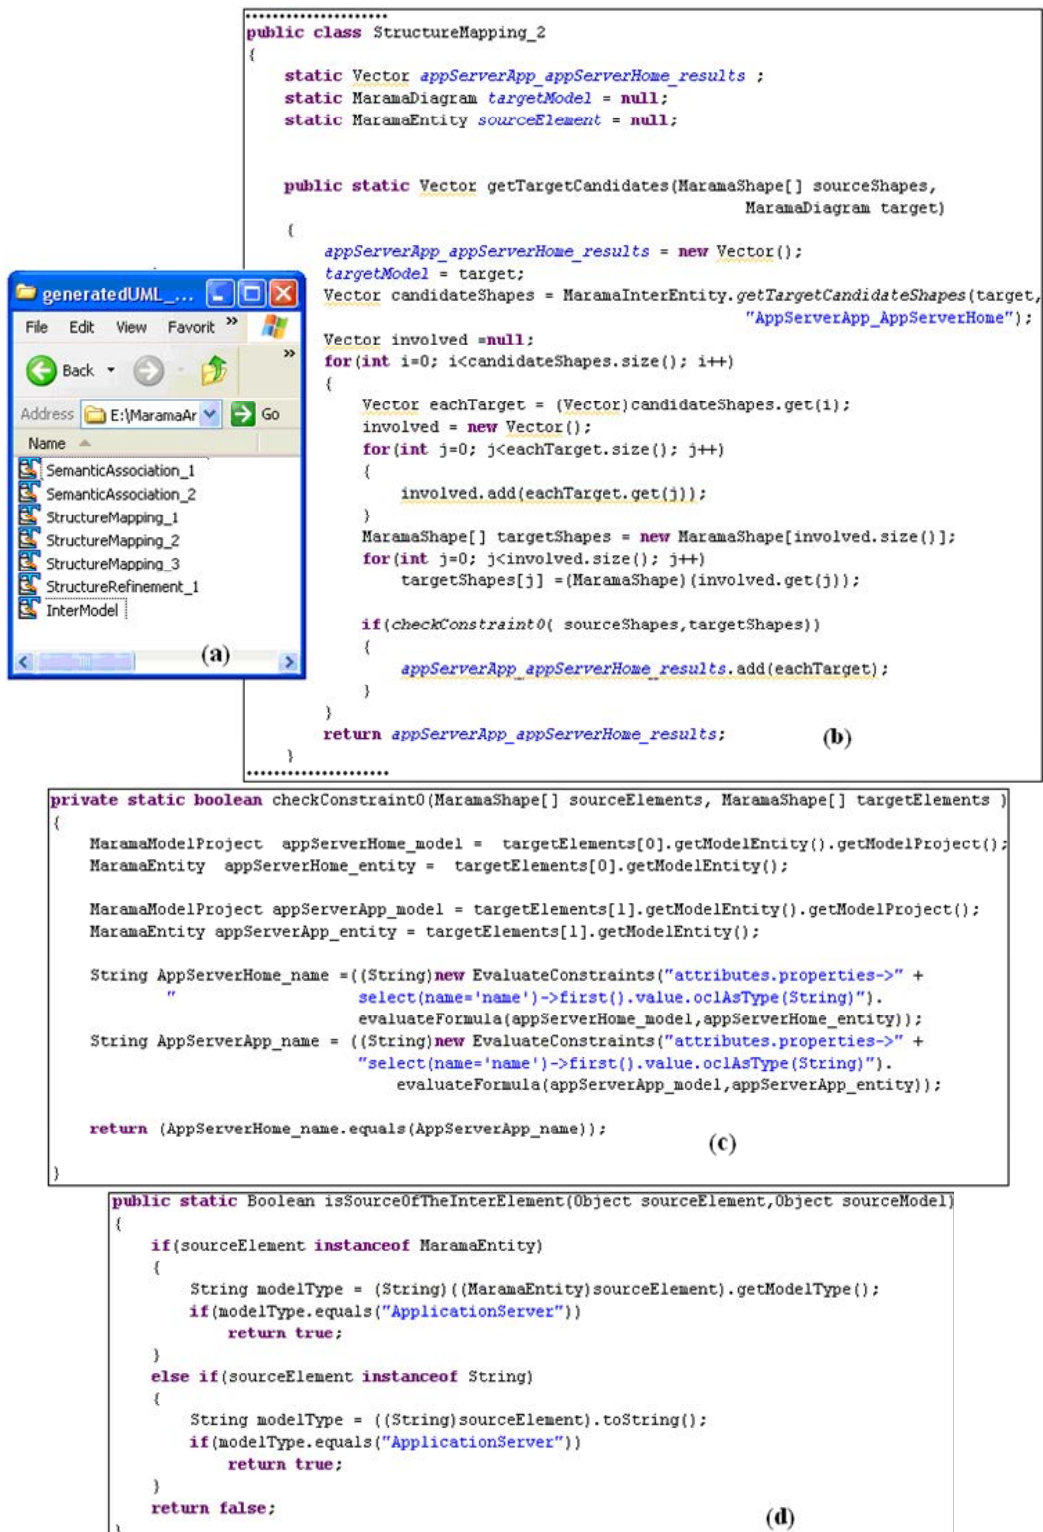 ••••••••••••••••••••
public class StructureMapping_2
{
static Vector appServerApp_appServerHome_results ;
static MaramaDiagram targetModel = null;
static MaramaEntity sourceElement = null;
public static Vector getTargetCandidates(MaramaShape[] sourceShapes,
MaramaDiagram target)
{
appServerApp_appServerHome_results = new Vector();
targetModel = target;
Vector candidateShapes = MaramaInterEntity.getTargetCandidateShapes(target,
"AppServerApp_AppServerHome");
Vector involved =null;
for(int i=0; i<candidateShapes.size(); i++)
{
Vector eachTarget = (Vector)candidateShapes.get(i);
involved = new Vector();
for(int j=0; j<eachTarget.size(); j++)
{
involved.add(eachTarget.get(j));
}
MaramaShape[] targetShapes = new MaramaShape[involved.size()];
for(int j=0; j<involved.size(); j++)
targetShapes[j] =(MaramaShape)(involved.get(j));
if(checkConstraint0( sourceShapes,targetShapes))
{
appServerApp_appServerHome_results.add(eachTarget);
}
}
return appServerApp_appServerHome_results;
(b)
}
••••••••••••••••••••
generatedUML_...
File Edit View Favorit »
Back »
Address E:\MaramaAr Go
Name
SemanticAssociation_1
SemanticAssociation_2
StructureMapping_1
StructureMapping_2
StructureMapping_3
StructureRefinement_1
InterModel
(a)
private static boolean checkConstraint0(MaramaShape[] sourceElements, MaramaShape[] targetElements )
{
MaramaModelProject appServerHome_model = targetElements[0].getModelEntity().getModelProject();
MaramaEntity appServerHome_entity = targetElements[0].getModelEntity();
MaramaModelProject appServerApp_model = targetElements[1].getModelEntity().getModelProject();
MaramaEntity appServerApp_entity = targetElements[1].getModelEntity();
String AppServerHome_name =((String)new EvaluateConstraints("attributes.properties->" +
" select(name='name')->first().value.oclAsType(String)").
evaluateFormula(appServerHome_model,appServerHome_entity));
String AppServerApp_name = ((String)new EvaluateConstraints("attributes.properties->" +
"select(name='name')->first().value.oclAsType(String)").
evaluateFormula(appServerApp_model,appServerApp_entity));
return (AppServerHome_name.equals(AppServerApp_name));
(c)
}
public static Boolean isSourceOfTheInterElement(Object sourceElement,Object sourceModel)
{
if(sourceElement instanceof MaramaEntity)
{
String modelType = (String)((MaramaEntity)sourceElement).getModelType();
if(modelType.equals("ApplicationServer"))
return true;
}
else if(sourceElement instanceof String)
{
String modelType = ((String)sourceElement).toString();
if(modelType.equals("ApplicationServer"))
return true;
}
return false;
(d)
}